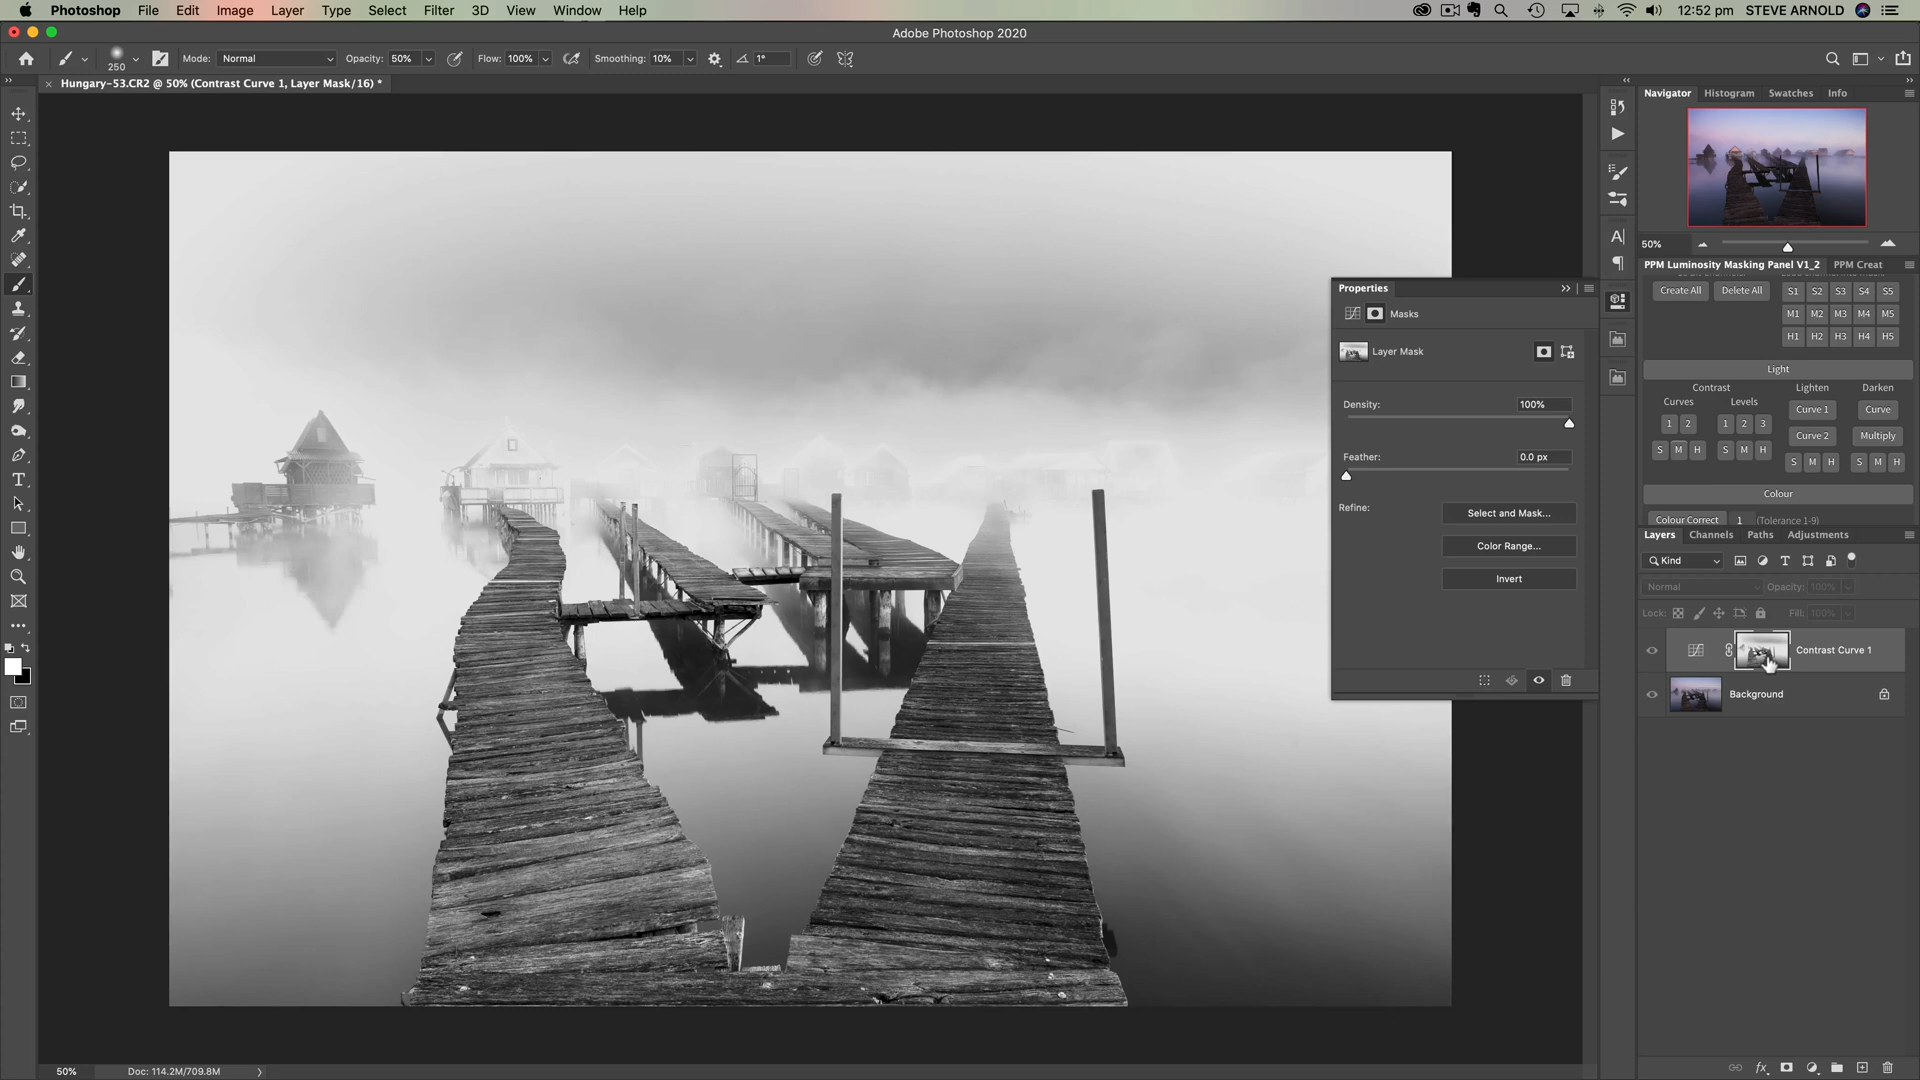 Photoshop File Edit Image Layer Type Select Filter 3D View Window Help 12:52 pm STEVE ARNOLD
Adobe Photoshop 2020
250 Mode: Normal Opacity: 50% Flow: 100% Smoothing: 10% 1°
Hungary-53.CR2 @ 50% (Contrast Curve 1, Layer Mask/16) *
Navigator Histogram Swatches Info
50%
PPM Luminosity Masking Panel V1_2 PPM Creat
Create All Delete All S1 S2 S3 S4 S5
M1 M2 M3 M4 M5
H1 H2 H3 H4 H5
Light
Contrast Lighten Darken
Curves Levels Curve 1 Curve
1 2 1 2 3
Curve 2 Multiply
S M H S M H
S M H S M H
Colour
Colour Correct 1 (Tolerance 1-9)
Properties
Masks
Layer Mask
Density: 100%
Feather: 0.0 px
Refine: Select and Mask...
Color Range...
Invert
Layers Channels Paths Adjustments
Kind
Normal Opacity: 100%
Lock: Fill: 100%
Contrast Curve 1
Background
fx
50% Doc: 114.2M/709.8M